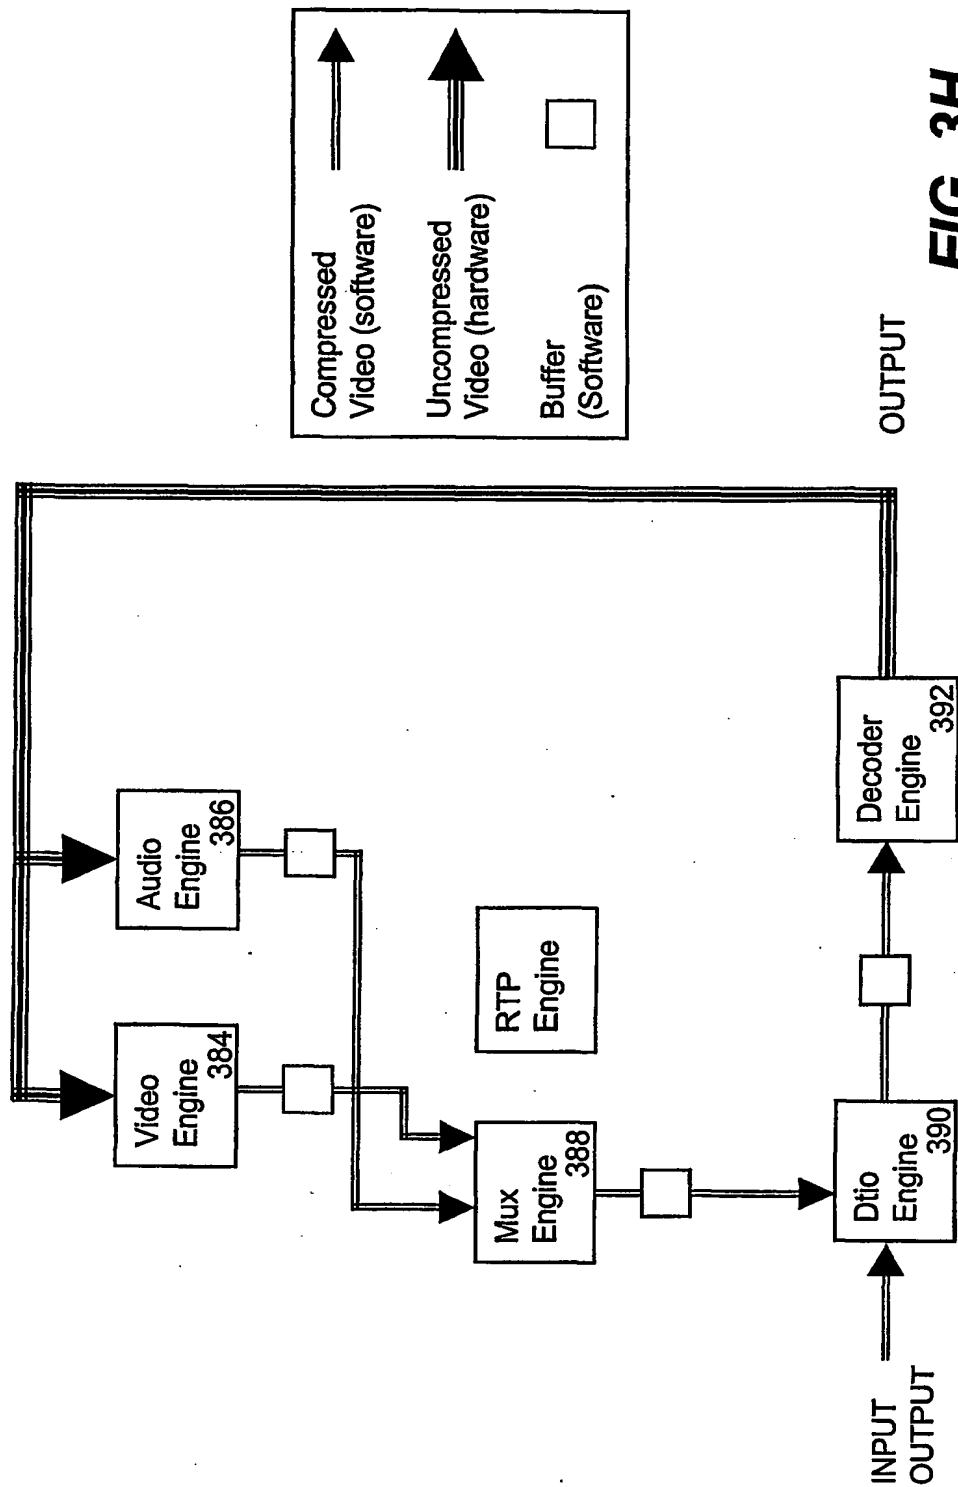 Video
Engine
384
Audio
Engine
386
Mux
Engine
388
RTP
Engine
Dtio
Engine
390
Decoder
Engine
392
INPUT
OUTPUT
OUTPUT
Compressed
Video (software)
Uncompressed
Video (hardware)
Buffer
(Software)
FIG. 3H